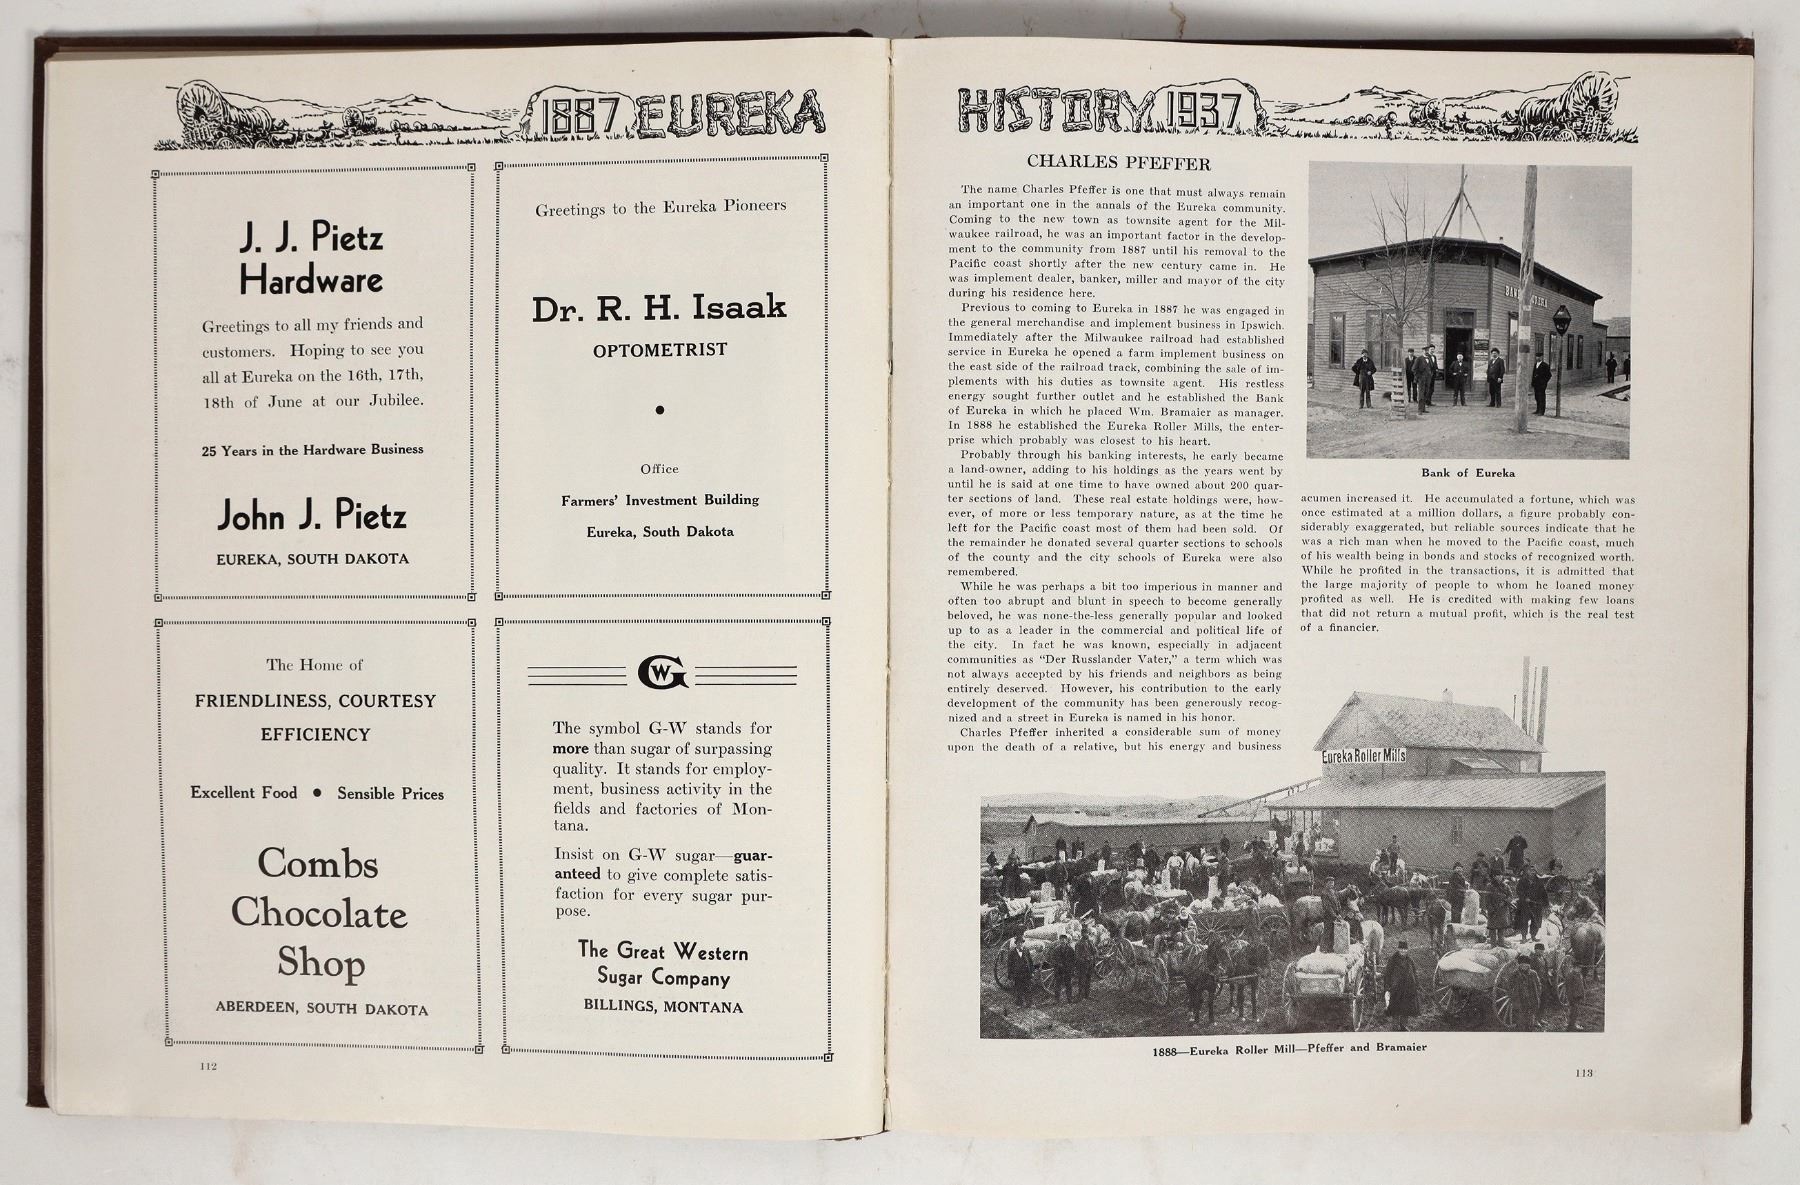 1887 EUREKA
J. J. Pietz
Hardware
Greetings to all my friends and
customers. Hoping to see you
all at Eureka on the 16th, 17th,
18th of June at our Jubilee.
25 Years in the Hardware Business
John J. Pietz
EUREKA, SOUTH DAKOTA
Greetings to the Eureka Pioneers
Dr. R. H. Isaak
OPTOMETRIST
Office
Farmers' Investment Building
Eureka, South Dakota
The Home of
FRIENDLINESS, COURTESY
EFFICIENCY
Excellent Food ● Sensible Prices
Combs
Chocolate
Shop
ABERDEEN, SOUTH DAKOTA
GW
The symbol G-W stands for
more than sugar of surpassing
quality. It stands for employ-
ment, business activity in the
fields and factories of Mon-
tana.
Insist on G-W sugar—guar-
anteed to give complete satis-
faction for every sugar pur-
pose.
The Great Western
Sugar Company
BILLINGS, MONTANA
112
HISTORY 1937
CHARLES PFEFFER
The name Charles Pfeffer is one that must always remain
an important one in the annals of the Eureka community.
Coming to the new town as townsite agent for the Mil-
waukee railroad, he was an important factor in the develop-
ment to the community from 1887 until his removal to the
Pacific coast shortly after the new century came in. He
was implement dealer, banker, miller and mayor of the city
during his residence here.
Previous to coming to Eureka in 1887 he was engaged in
the general merchandise and implement business in Ipswich.
Immediately after the Milwaukee railroad had established
service in Eureka he opened a farm implement business on
the east side of the railroad track, combining the sale of im-
plements with his duties as townsite agent. His restless
energy sought further outlet and he established the Bank
of Eureka in which he placed Wm. Bramaier as manager.
In 1888 he established the Eureka Roller Mills, the enter-
prise which probably was closest to his heart.
Probably through his banking interests, he early became
a land-owner, adding to his holdings as the years went by
until he is said at one time to have owned about 200 quar-
ter sections of land. These real estate holdings were, how-
ever, of more or less temporary nature, as at the time he
left for the Pacific coast most of them had been sold. Of
the remainder he donated several quarter sections to schools
of the county and the city schools of Eureka were also
remembered.
While he was perhaps a bit too imperious in manner and
often too abrupt and blunt in speech to become generally
beloved, he was none-the-less generally popular and looked
up to as a leader in the commercial and political life of
the city. In fact he was known, especially in adjacent
communities as "Der Russlander Vater," a term which was
not always accepted by his friends and neighbors as being
entirely deserved. However, his contribution to the early
development of the community has been generously recog-
nized and a street in Eureka is named in his honor.
Charles Pfeffer inherited a considerable sum of money
upon the death of a relative, but his energy and business
Bank of Eureka
acumen increased it. He accumulated a fortune, which was
once estimated at a million dollars, a figure probably con-
siderably exaggerated, but reliable sources indicate that he
was a rich man when he moved to the Pacific coast, much
of his wealth being in bonds and stocks of recognized worth.
While he profited in the transactions, it is admitted that
the large majority of people to whom he loaned money
profited as well. He is credited with making few loans
that did not return a mutual profit, which is the real test
of a financier.
Eureka Roller Mills
1888—Eureka Roller Mill—Pfeffer and Bramaier
113